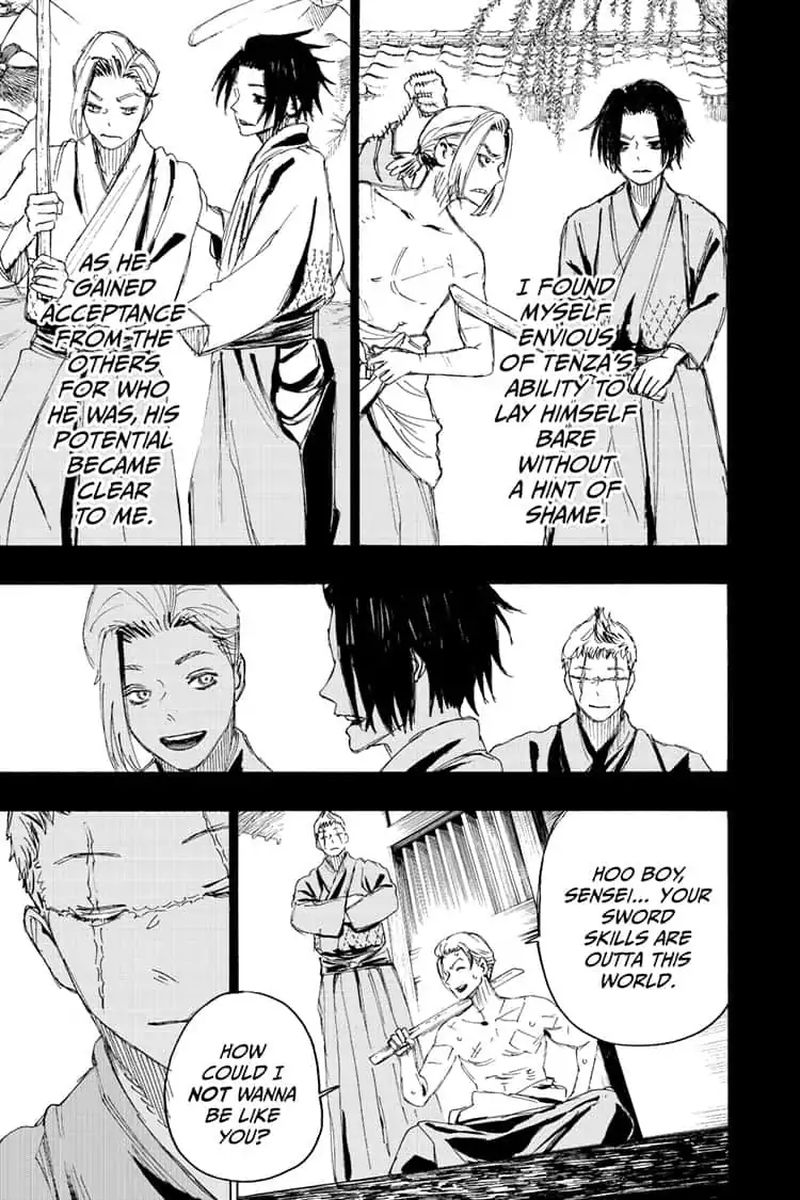 I FOUND
MYSELF
ENVIOUS
OF TENZA'S
ABILITY TO
LAY HIMSELF
BARE
WITHOUT
A HINT OF
SHAME.
AS HE
GAINED
ACCEPTANCE
FROM THE
OTHERS
FOR WHO
HE WAS, HIS
POTENTIAL
BECAME
CLEAR
TO ME.
HOO BOY,
SENSEI... YOUR
SWORD
SKILLS ARE
OUTTA THIS
WORLD.
HOW
COULD I
NOT WANNA
BE LIKE
YOU?